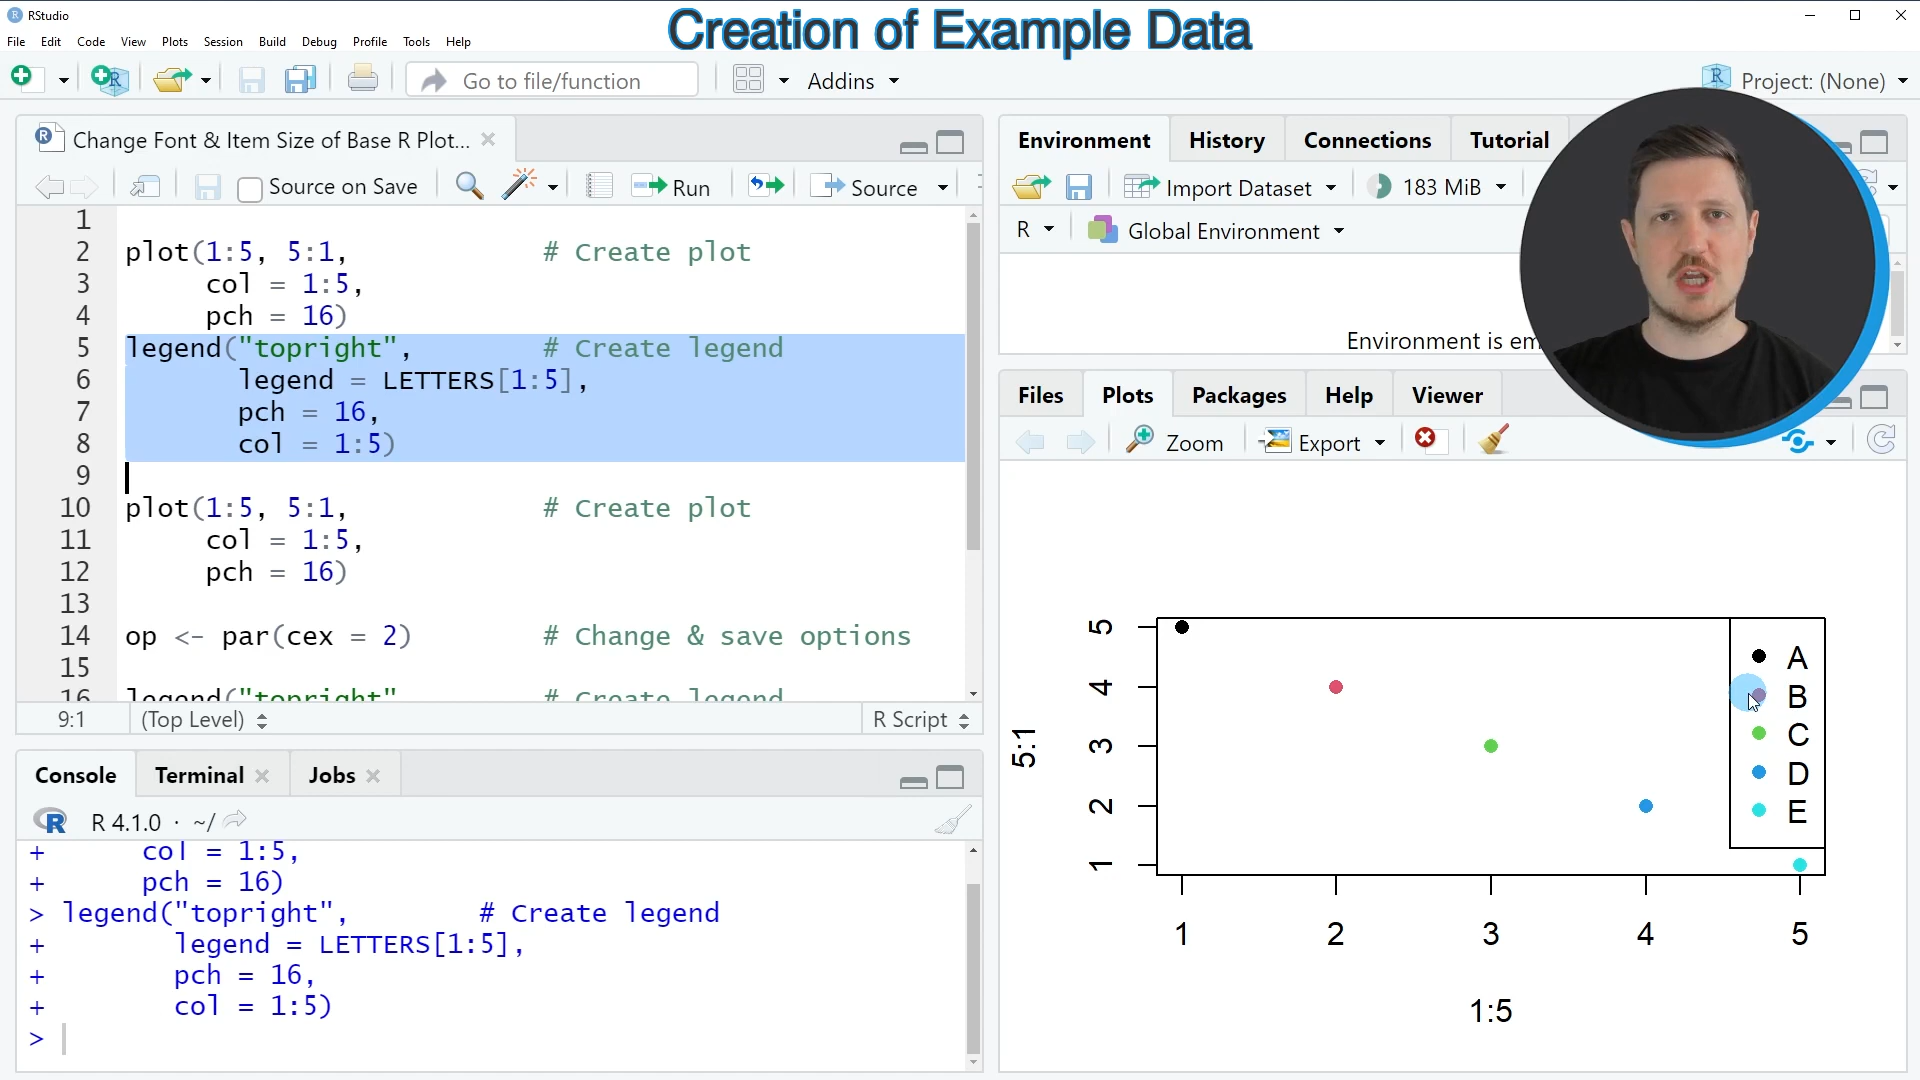 RStudio
Creation of Example Data
File Edit Code View Plots Session Build Debug Profile Tools Help
Go to file/function
Addins
Project: (None)
Change Font & Item Size of Base R Plot...
Source on Save
Run
Source
1
2 plot(1:5, 5:1, # Create plot
3 col = 1:5,
4 pch = 16)
5 legend("topright", # Create legend
6 legend = LETTERS[1:5],
7 pch = 16,
8 col = 1:5)
9
10 plot(1:5, 5:1, # Create plot
11 col = 1:5,
12 pch = 16)
13
14 op <- par(cex = 2) # Change & save options
15
16 legend("topright" # Create legend
9:1 (Top Level) R Script
Console Terminal Jobs
R 4.1.0 · ~/
+ col = 1:5,
+ pch = 16)
> legend("topright", # Create legend
+ legend = LETTERS[1:5],
+ pch = 16,
+ col = 1:5)
>
Environment History Connections Tutorial
Import Dataset 183 MiB
R Global Environment
Environment is em
Files Plots Packages Help Viewer
Zoom Export
5
4
3
2
1
5:1
A
B
C
D
E
1 2 3 4 5
1:5